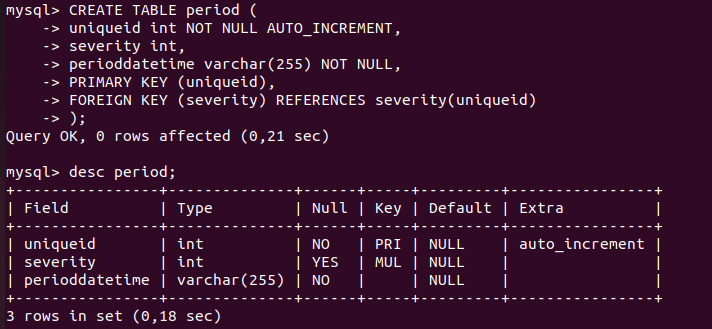 mysql> CREATE TABLE period (
    -> uniqueid int NOT NULL AUTO_INCREMENT,
    -> severity int,
    -> perioddatetime varchar(255) NOT NULL,
    -> PRIMARY KEY (uniqueid),
    -> FOREIGN KEY (severity) REFERENCES severity(uniqueid)
    -> );
Query OK, 0 rows affected (0,21 sec)

mysql> desc period;
+----------------+--------------+------+-----+---------+----------------+
| Field          | Type         | Null | Key | Default | Extra          |
+----------------+--------------+------+-----+---------+----------------+
| uniqueid       | int          | NO   | PRI | NULL    | auto_increment |
| severity       | int          | YES  | MUL | NULL    |                |
| perioddatetime | varchar(255) | NO   |     | NULL    |                |
+----------------+--------------+------+-----+---------+----------------+
3 rows in set (0,18 sec)